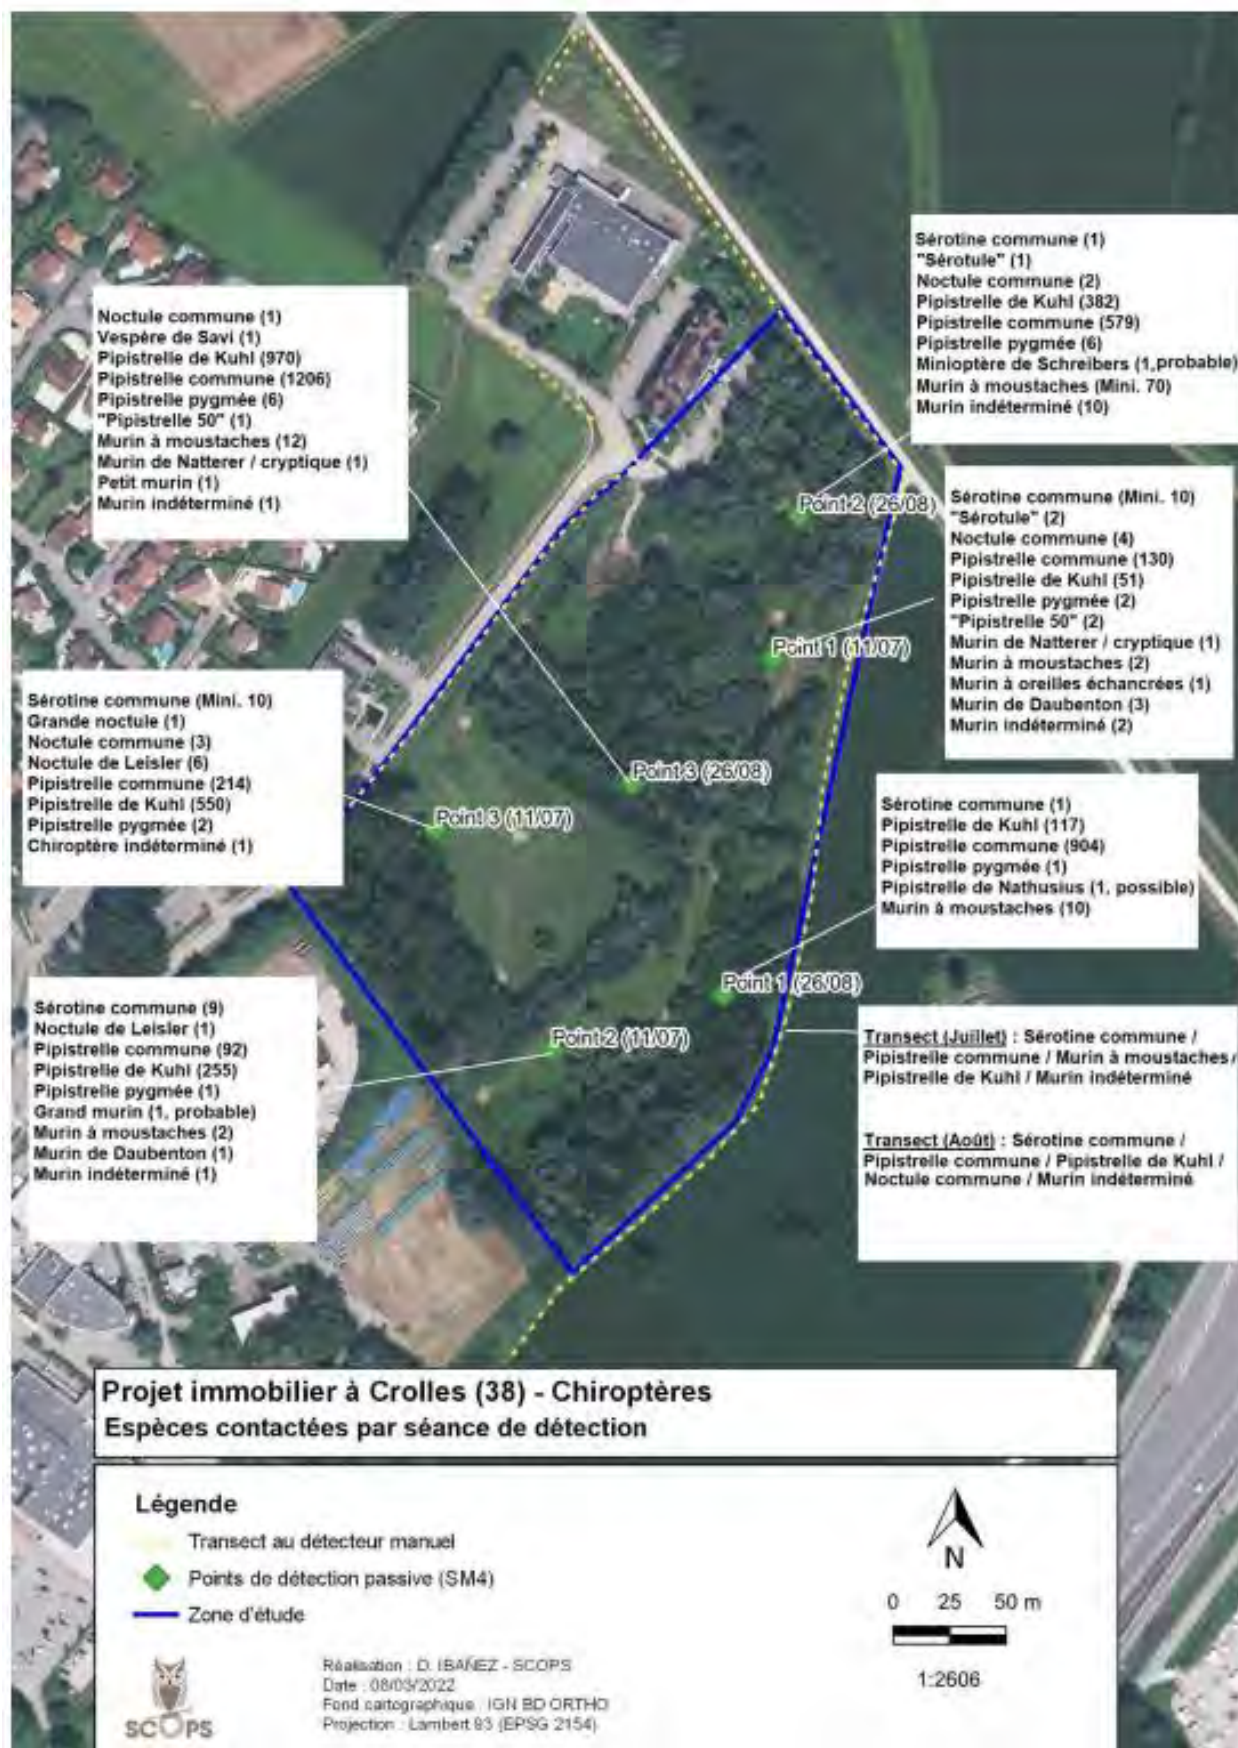 Sérotine commune (1)
"Sérotule" (1)
Noctule commune (2)
Pipistrelle de Kuhl (382)
Pipistrelle commune (579)
Pipistrelle pygmée (6)
Minioptère de Schreibers (1,probable)
Murin à moustaches (Mini. 70)
Murin indéterminé (10)
Noctule commune (1)
Vespère de Savi (1)
Pipistrelle de Kuhl (970)
Pipistrelle commune (1206)
Pipistrelle pygmée (6)
"Pipistrelle 50" (1)
Murin à moustaches (12)
Murin de Natterer / cryptique (1)
Petit murin (1)
Murin indéterminé (1)
Point 2 (26/08)
Sérotine commune (Mini. 10)
"Sérotule" (2)
Noctule commune (4)
Pipistrelle commune (130)
Pipistrelle de Kuhl (51)
Pipistrelle pygmée (2)
"Pipistrelle 50" (2)
Murin de Natterer / cryptique (1)
Murin à moustaches (2)
Murin à oreilles échancrées (1)
Murin de Daubenton (3)
Murin indéterminé (2)
Point 1 (11/07)
Sérotine commune (Mini. 10)
Grande noctule (1)
Noctule commune (3)
Noctule de Leisler (6)
Pipistrelle commune (214)
Pipistrelle de Kuhl (550)
Pipistrelle pygmée (2)
Chiroptère indéterminé (1)
Point 3 (26/08)
Point 3 (11/07)
Sérotine commune (1)
Pipistrelle de Kuhl (117)
Pipistrelle commune (904)
Pipistrelle pygmée (1)
Pipistrelle de Nathusius (1, possible)
Murin à moustaches (10)
Point 1 (26/08)
Sérotine commune (9)
Noctule de Leisler (1)
Pipistrelle commune (92)
Pipistrelle de Kuhl (255)
Pipistrelle pygmée (1)
Grand murin (1, probable)
Murin à moustaches (2)
Murin de Daubenton (1)
Murin indéterminé (1)
Point 2 (11/07)
Transect (Juillet) : Sérotine commune /
Pipistrelle commune / Murin à moustaches /
Pipistrelle de Kuhl / Murin indéterminé
Transect (Août) : Sérotine commune /
Pipistrelle commune / Pipistrelle de Kuhl /
Noctule commune / Murin indéterminé
Projet immobilier à Crolles (38) - Chiroptères
Espèces contactées par séance de détection
Légende
Transect au détecteur manuel
Points de détection passive (SM4)
Zone d'étude
N
0 25 50 m
1:2606
SCOPS
Réalisation : D. IBAÑEZ - SCOPS
Date : 08/03/2022
Fond cartographique : IGN BD ORTHO
Projection : Lambert 93 (EPSG 2154)